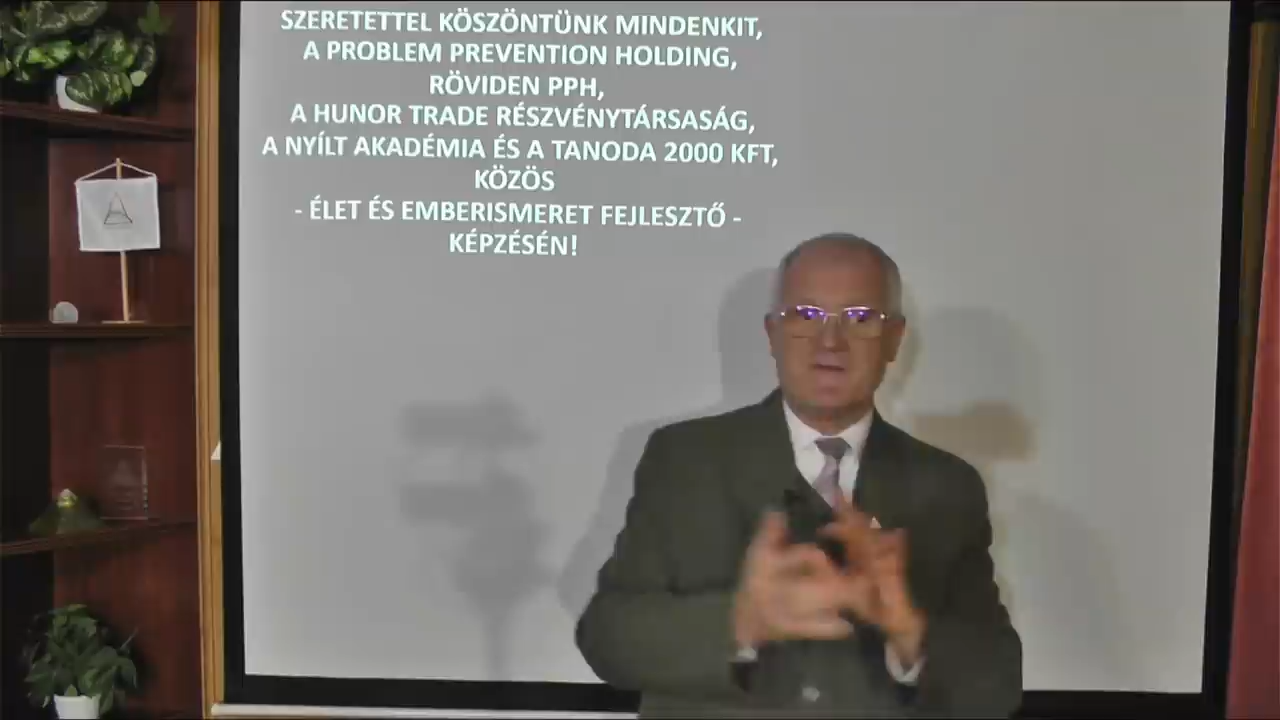 SZERETETTEL KÖSZÖNTÜNK MINDENKIT,
A PROBLEM PREVENTION HOLDING,
RÖVIDEN PPH,
A HUNOR TRADE RÉSZVÉNYTÁRSASÁG,
A NYÍLT AKADÉMIA ÉS A TANODA 2000 KFT,
KÖZÖS
- ÉLET ÉS EMBERISMERET FEJLESZTŐ -
KÉPZÉSÉN!